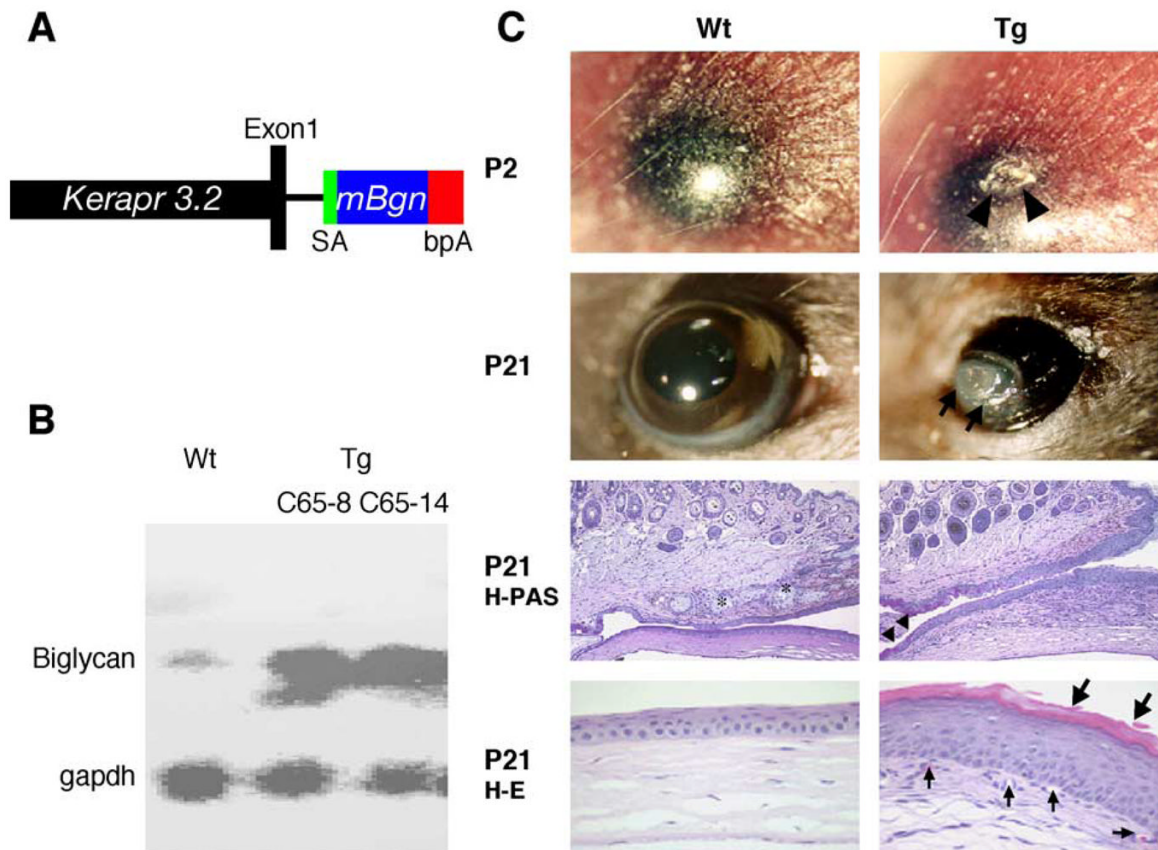 A
Exon1
Kerapr 3.2
mBgn
SA
bpA
B
Wt
Tg
C65-8 C65-14
Biglycan
gapdh
C
Wt
Tg
P2
P21
P21
H-PAS
*
*
P21
H-E